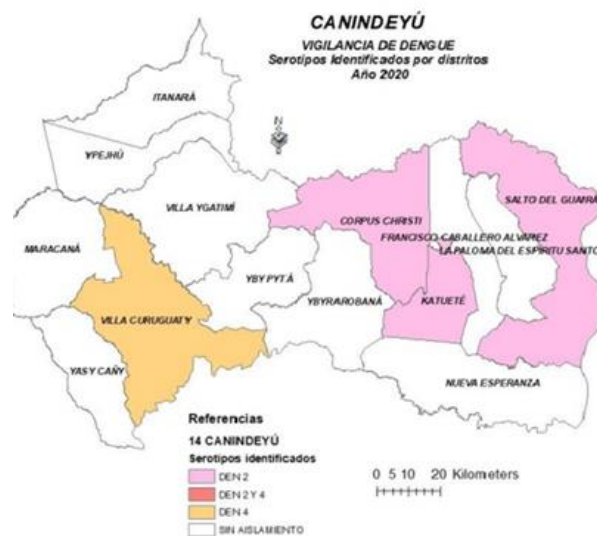 CANINDEYÚ
VIGILANCIA DE DENGUE
Serotipos Identificados por distritos
Año 2020
ITANARÁ
N
YPEJHÚ
VILLA YGATIMÍ
SALTO DEL GUAIRÁ
CORPUS CHRISTI
MARACANÁ
FRANCISCO CABALLERO ALVAREZ
LA PALOMA DEL ESPÍRITU SANTO
YBY PYTÁ
YBYRAROBANÁ
KATUETÉ
VILLA CURUGUATY
YASY CAÑY
NUEVA ESPERANZA
Referencias
14 CANINDEYÚ
Serotipos identificados
DEN 2
DEN 2 Y 4
DEN 4
SIN AISLAMIENTO
0 5 10 20 Kilometers